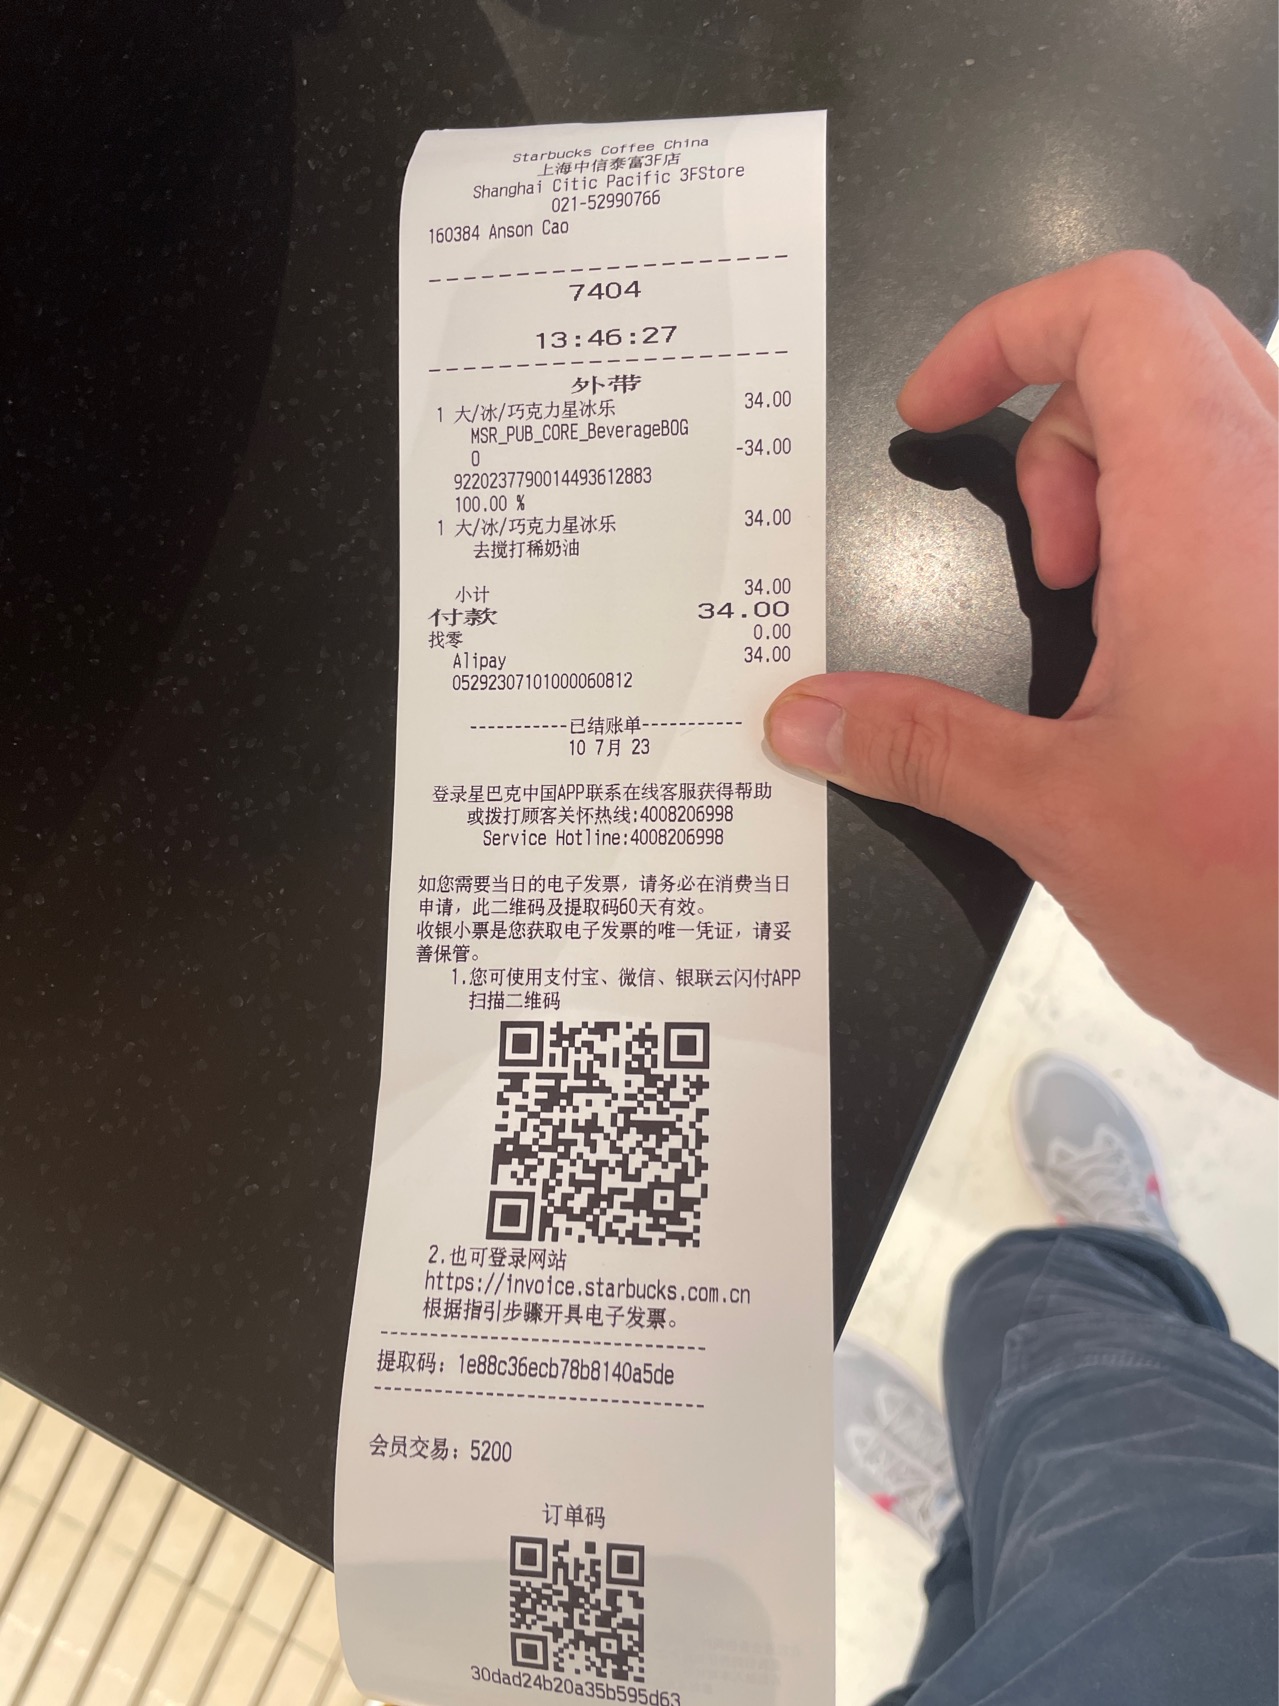 Starbucks Coffee China
上海中信泰富3F店
Shanghai Citic Pacific 3FStore
021-52990766
160384 Anson Cao
7404
13:46:27
外带
1 大/冰/巧克力星冰乐 34.00
MSR_PUB_CORE_BeverageBOG
O -34.00
9220237790014493612883
100.00 %
1 大/冰/巧克力星冰乐 34.00
去搅打稀奶油
小计 34.00
付款 34.00
找零 0.00
Alipay 34.00
05292307101000060812
-----------已结账单-----------
10 7月 23
登录星巴克中国APP联系在线客服获得帮助
或拨打顾客关怀热线:4008206998
Service Hotline:4008206998
如您需要当日的电子发票，请务必在消费当日
申请，此二维码及提取码60天有效。
收银小票是您获取电子发票的唯一凭证，请妥
善保管。
1.您可使用支付宝、微信、银联云闪付APP
扫描二维码
2.也可登录网站
https://invoice.starbucks.com.cn
根据指引步骤开具电子发票。
提取码：1e88c36ecb78b8140a5de
会员交易：5200
订单码
30dad24b20a35b595d63